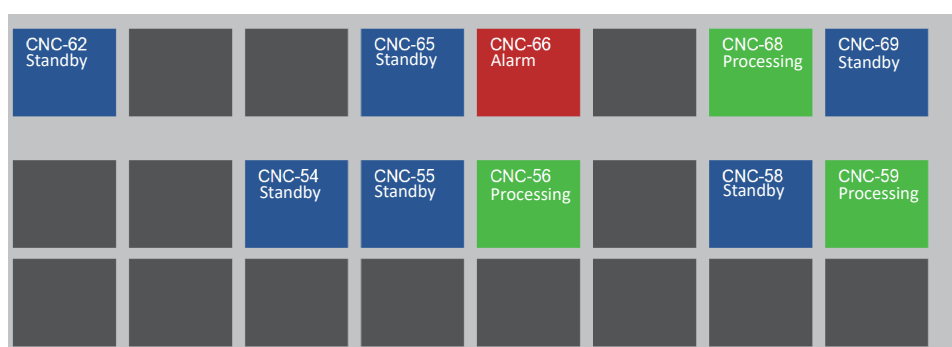 CNC-62
Standby
CNC-65
Standby
CNC-66
Alarm
CNC-68
Processing
CNC-69
Standby
CNC-54
Standby
CNC-55
Standby
CNC-56
Processing
CNC-58
Standby
CNC-59
Processing